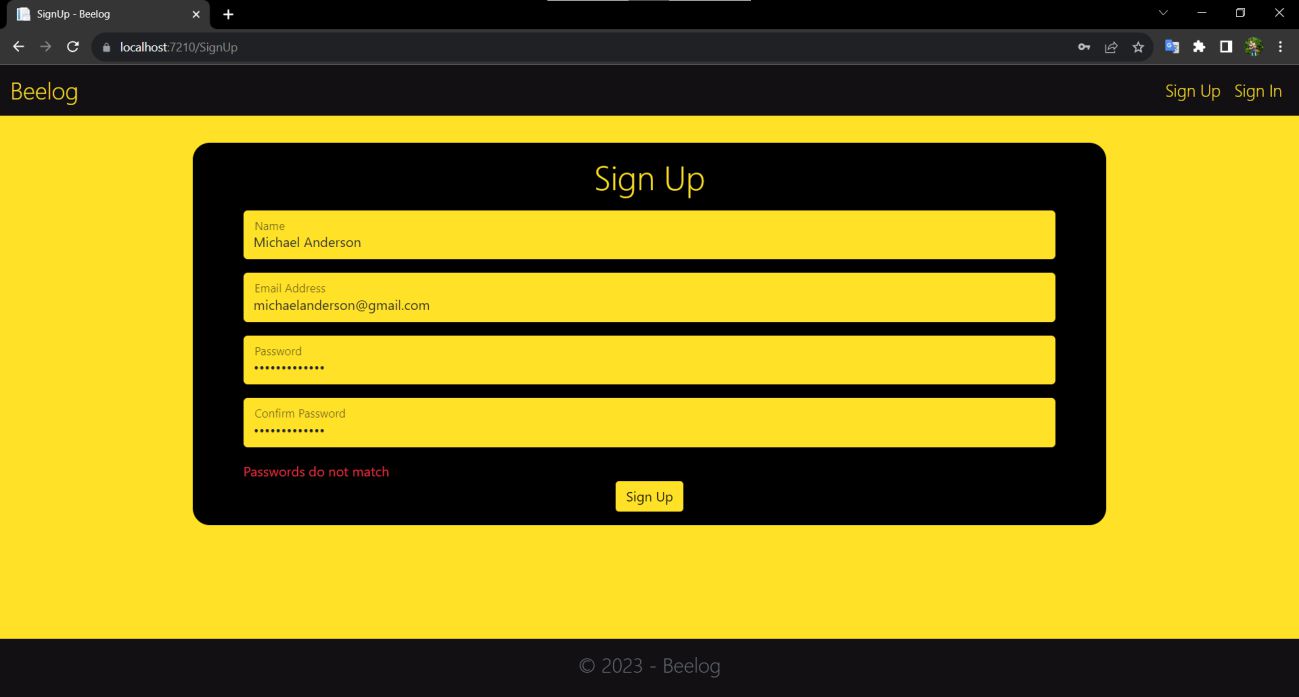 SignUp - Beelog
localhost:7210/SignUp
Beelog
Sign Up
Sign In
Sign Up
Name
Michael Anderson
Email Address
michaelanderson@gmail.com
Password
•••••••••••••
Confirm Password
•••••••••••••
Passwords do not match
Sign Up
© 2023 - Beelog